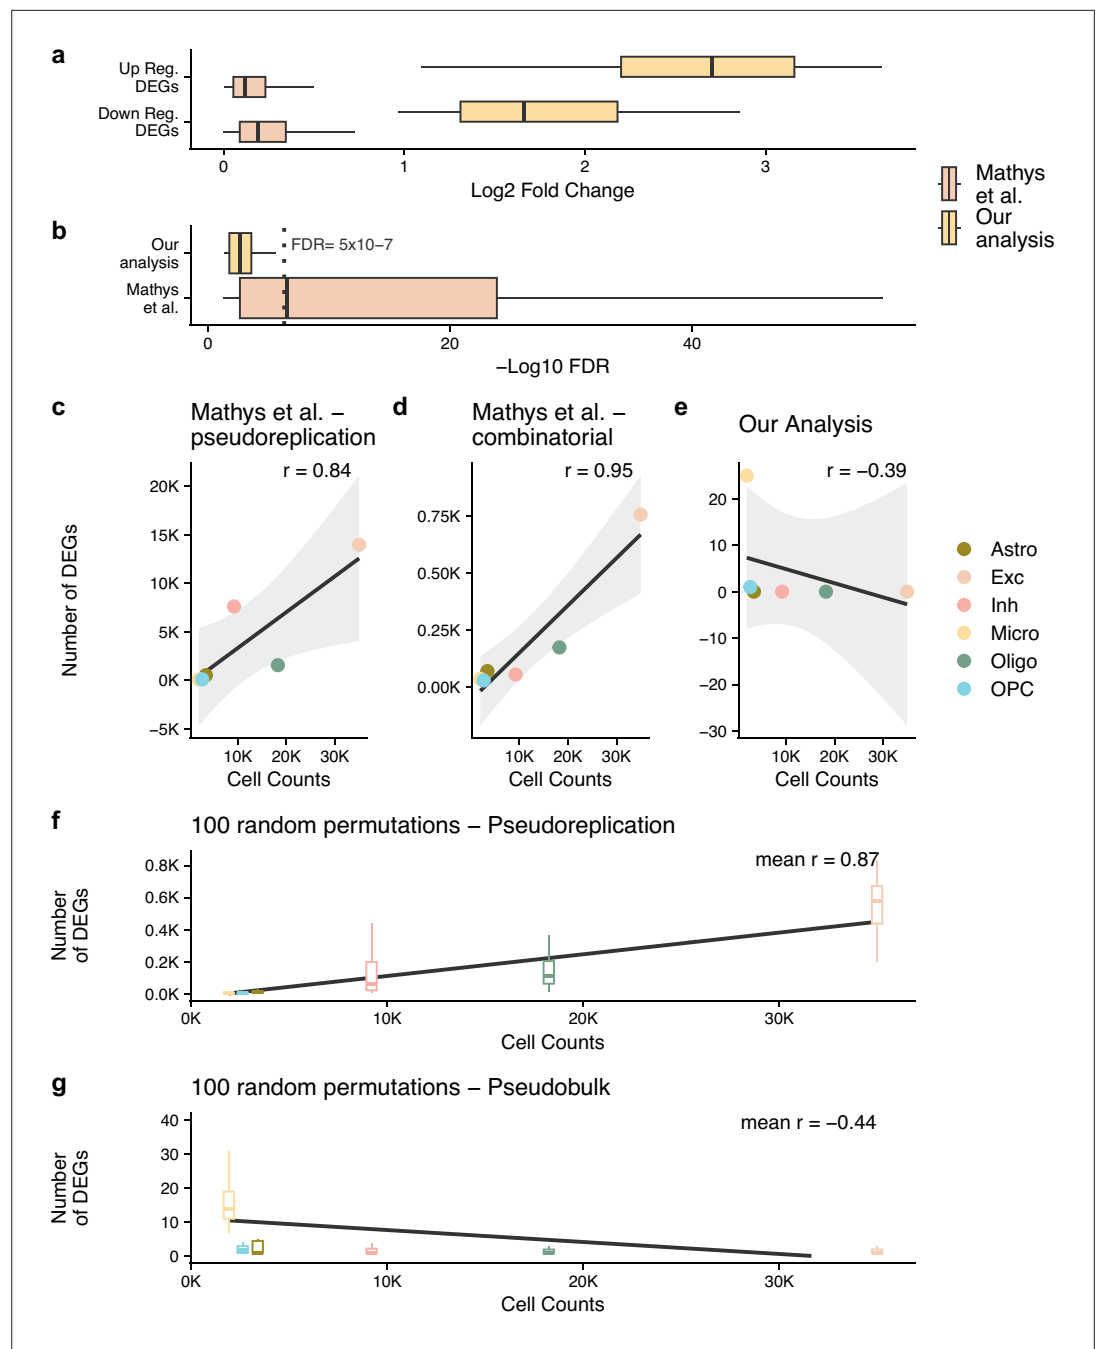 a
Up Reg.
DEGs
Down Reg.
DEGs
0 1 2 3
Log2 Fold Change
Mathys
et al.
Our
analysis
b
Our
analysis
Mathys
et al.
FDR= 5x10−7
0 20 40
−Log10 FDR
c
Mathys et al. −
pseudoreplication
r = 0.84
Number of DEGs
20K
15K
10K
5K
0K
−5K
10K 20K 30K
Cell Counts
d
Mathys et al. −
combinatorial
r = 0.95
0.75K
0.50K
0.25K
0.00K
10K 20K 30K
Cell Counts
e
Our Analysis
r = −0.39
20
10
0
−10
−20
−30
10K 20K 30K
Cell Counts
Astro
Exc
Inh
Micro
Oligo
OPC
f
100 random permutations − Pseudoreplication
mean r = 0.87
Number
of DEGs
0.8K
0.6K
0.4K
0.2K
0.0K
0K 10K 20K 30K
Cell Counts
g
100 random permutations − Pseudobulk
mean r = −0.44
Number
of DEGs
40
30
20
10
0
0K 10K 20K 30K
Cell Counts